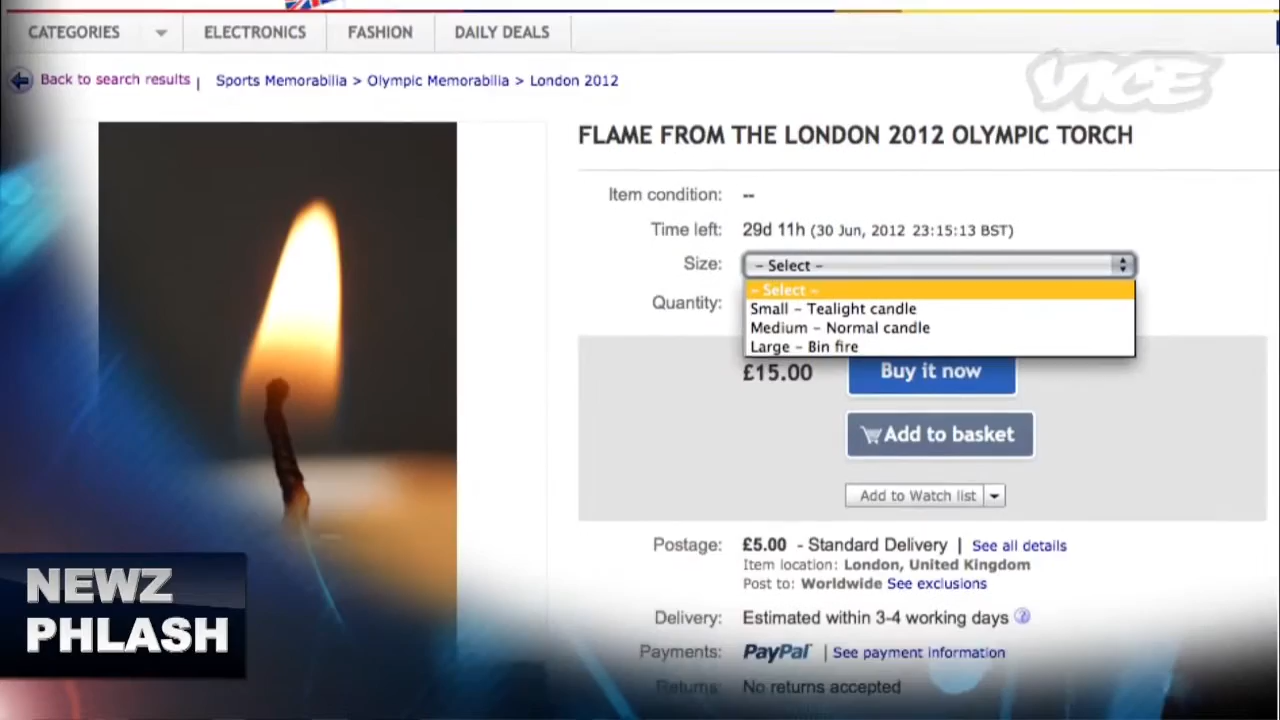 CATEGORIES
ELECTRONICS
FASHION
DAILY DEALS
Back to search results | Sports Memorabilia > Olympic Memorabilia > London 2012
VICE
FLAME FROM THE LONDON 2012 OLYMPIC TORCH
Item condition: --
Time left: 29d 11h (30 Jun, 2012 23:15:13 BST)
Size: - Select -
- Select -
Small - Tealight candle
Quantity:
Medium - Normal candle
Large - Bin fire
£15.00
Buy it now
Add to basket
Add to Watch list
Postage: £5.00 - Standard Delivery | See all details
Item location: London, United Kingdom
Post to: Worldwide See exclusions
Delivery: Estimated within 3-4 working days ?
Payments: PayPal | See payment information
Returns: No returns accepted
NEWZ
PHLASH